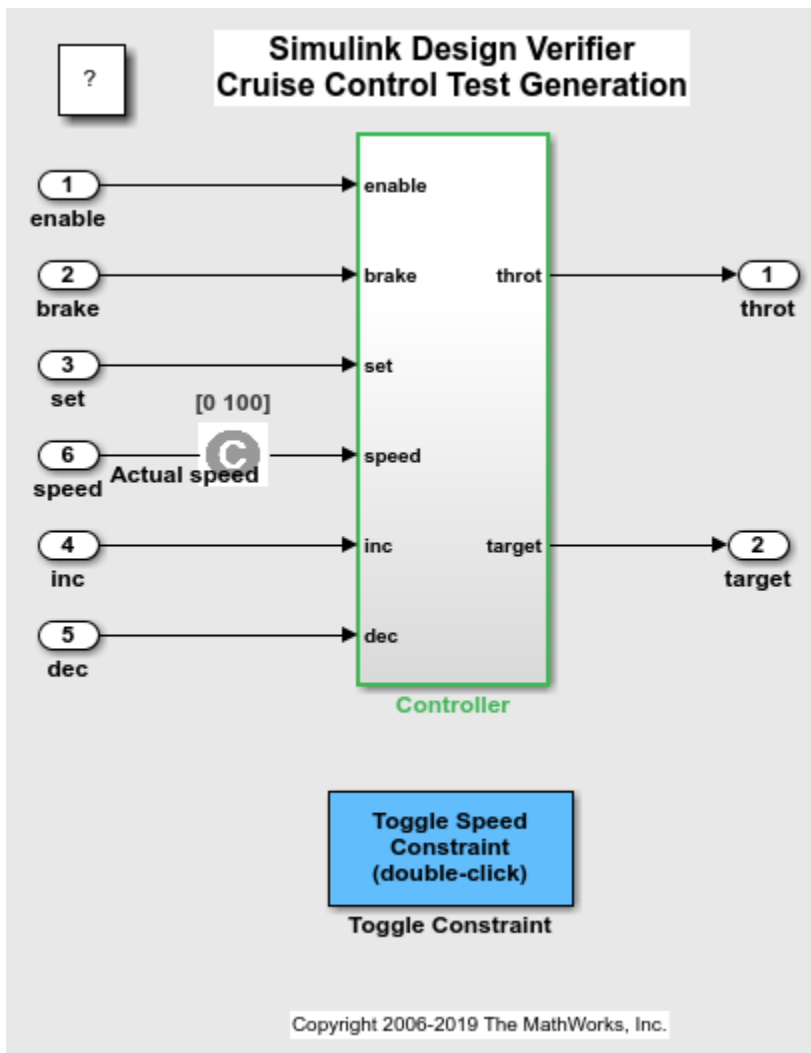 Simulink Design Verifier
Cruise Control Test Generation
?
1
enable
enable
2
brake
brake
throt
1
throt
3
set
set
[0 100]
6
speed
Actual speed
C
speed
4
inc
inc
target
2
target
5
dec
dec
Controller
Toggle Speed
Constraint
(double-click)
Toggle Constraint
Copyright 2006-2019 The MathWorks, Inc.